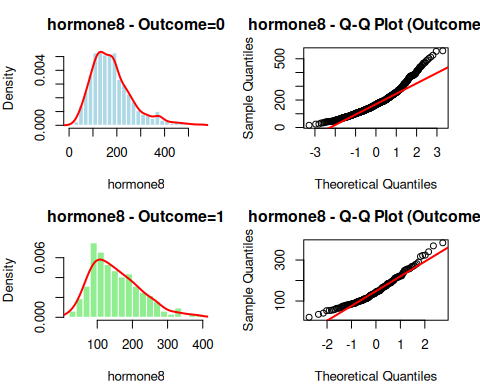 hormone8 - Outcome=0
Density
0.000
0.004
0
200
400
hormone8
hormone8 - Q-Q Plot (Outcome
Sample Quantiles
0
200
500
-3
-1
0
1
2
3
Theoretical Quantiles
hormone8 - Outcome=1
Density
0.000
0.006
100
200
300
400
hormone8
hormone8 - Q-Q Plot (Outcome
Sample Quantiles
100
300
-2
-1
0
1
2
Theoretical Quantiles